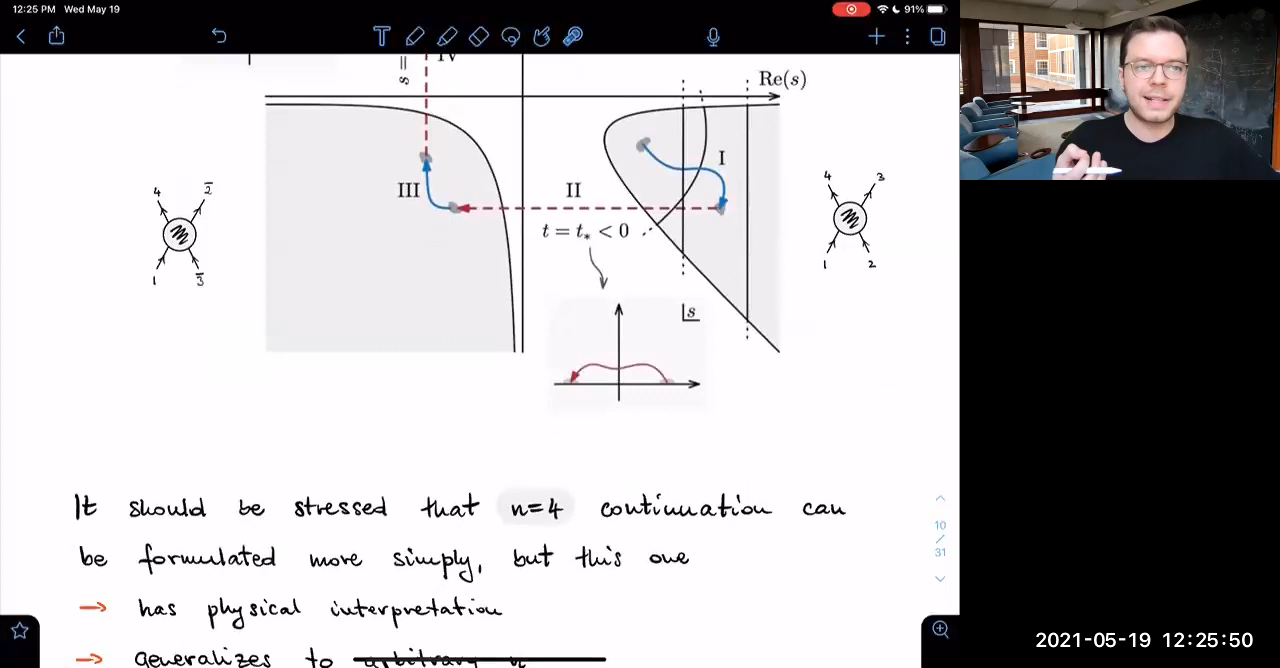 12:25 PM Wed May 19
91%
T
s =
IV
Re(s)
I
III
II
t = t* < 0
4 2̅
1 3̅
4 3
1 2
s
It should be stressed that n=4 continuation can
be formulated more simply, but this one
→ has physical interpretation
→ generalizes to arbitrary n
10
/
31
2021-05-19 12:25:50